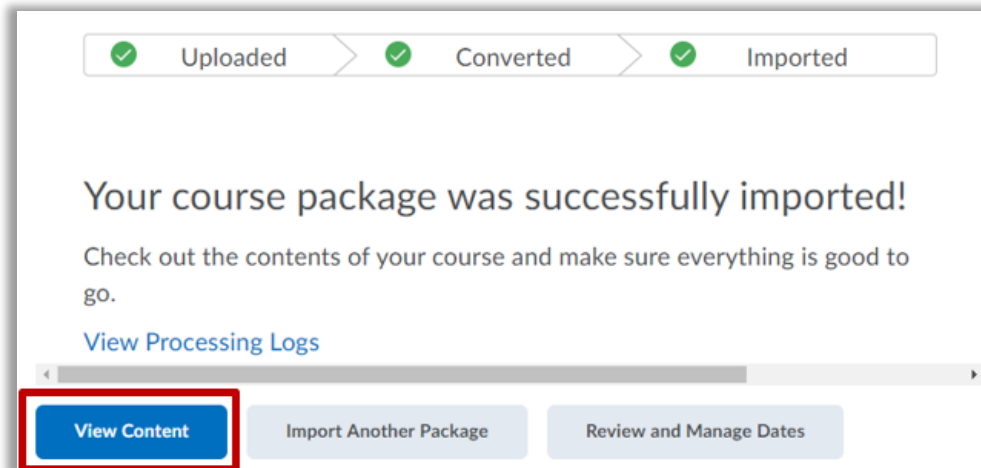 Uploaded Converted Imported
Your course package was successfully imported!
Check out the contents of your course and make sure everything is good to
go.
View Processing Logs
View Content Import Another Package Review and Manage Dates